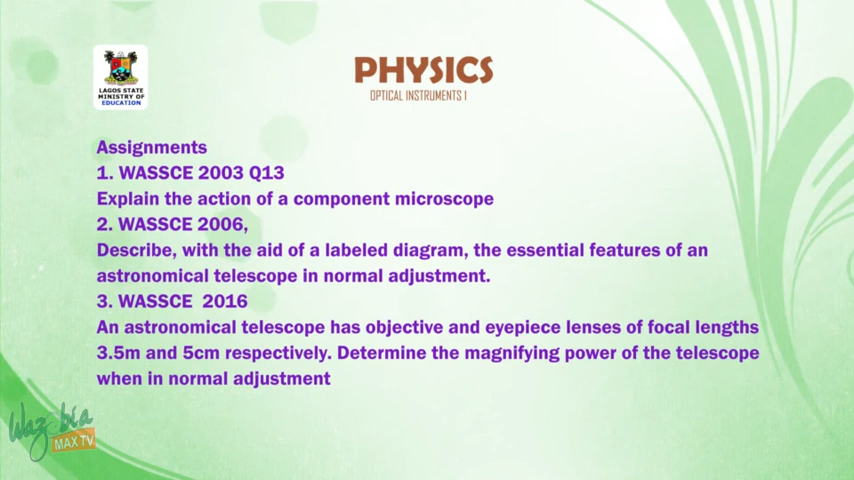 LAGOS STATE
MINISTRY OF
EDUCATION
PHYSICS
OPTICAL INSTRUMENTS 1
Assignments
1. WASSCE 2003 Q13
Explain the action of a component microscope
2. WASSCE 2006,
Describe, with the aid of a labeled diagram, the essential features of an
astronomical telescope in normal adjustment.
3. WASSCE  2016
An astronomical telescope has objective and eyepiece lenses of focal lengths
3.5m and 5cm respectively. Determine the magnifying power of the telescope
when in normal adjustment
Wazobia
MAX TV